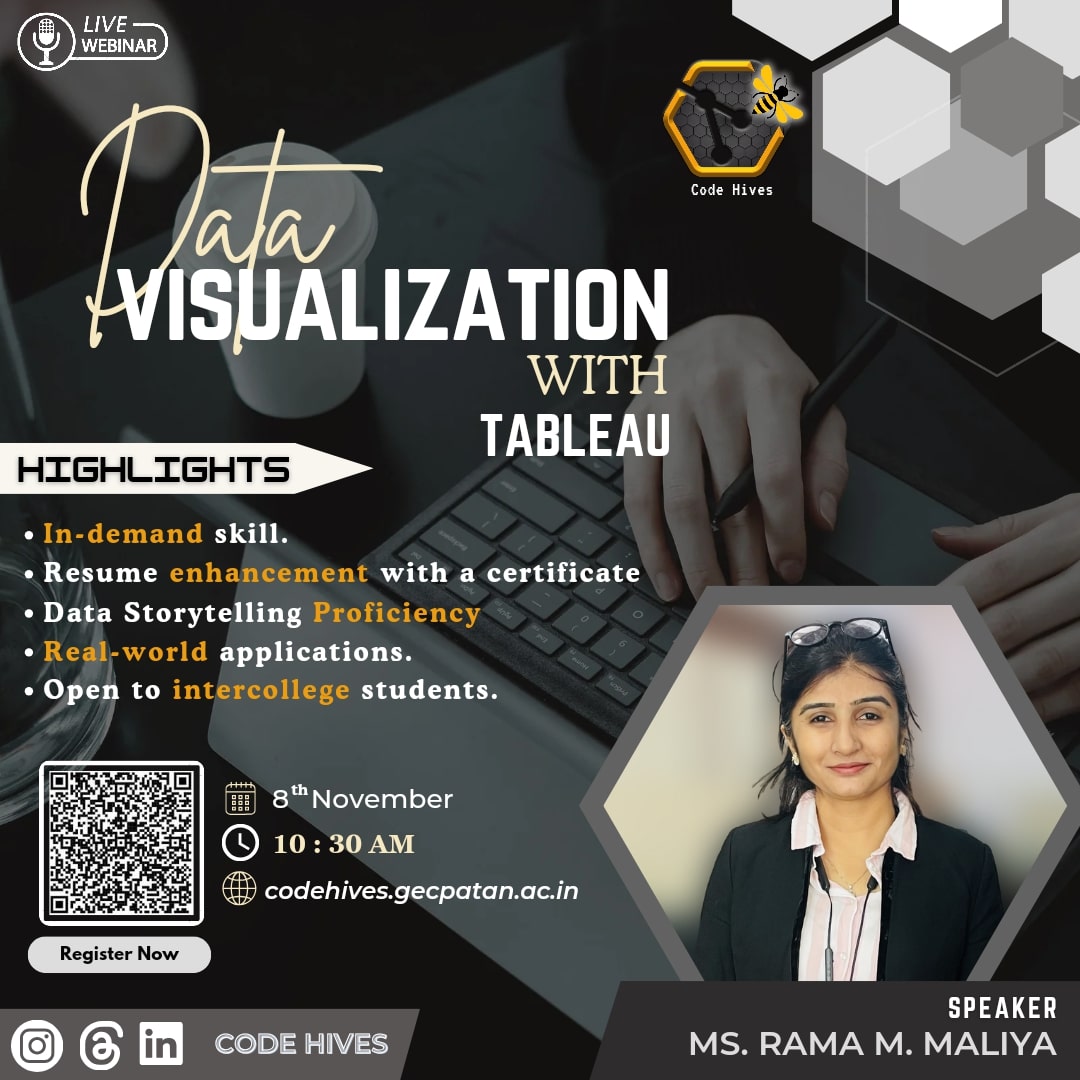 LIVE
WEBINAR
Code Hives
Data
VISUALIZATION
WITH
TABLEAU
HIGHLIGHTS
• In-demand skill.
• Resume enhancement with a certificate
• Data Storytelling Proficiency
• Real-world applications.
• Open to intercollege students.
8th November
10 : 30 AM
codehives.gecpatan.ac.in
Register Now
SPEAKER
MS. RAMA M. MALIYA
in
CODE HIVES